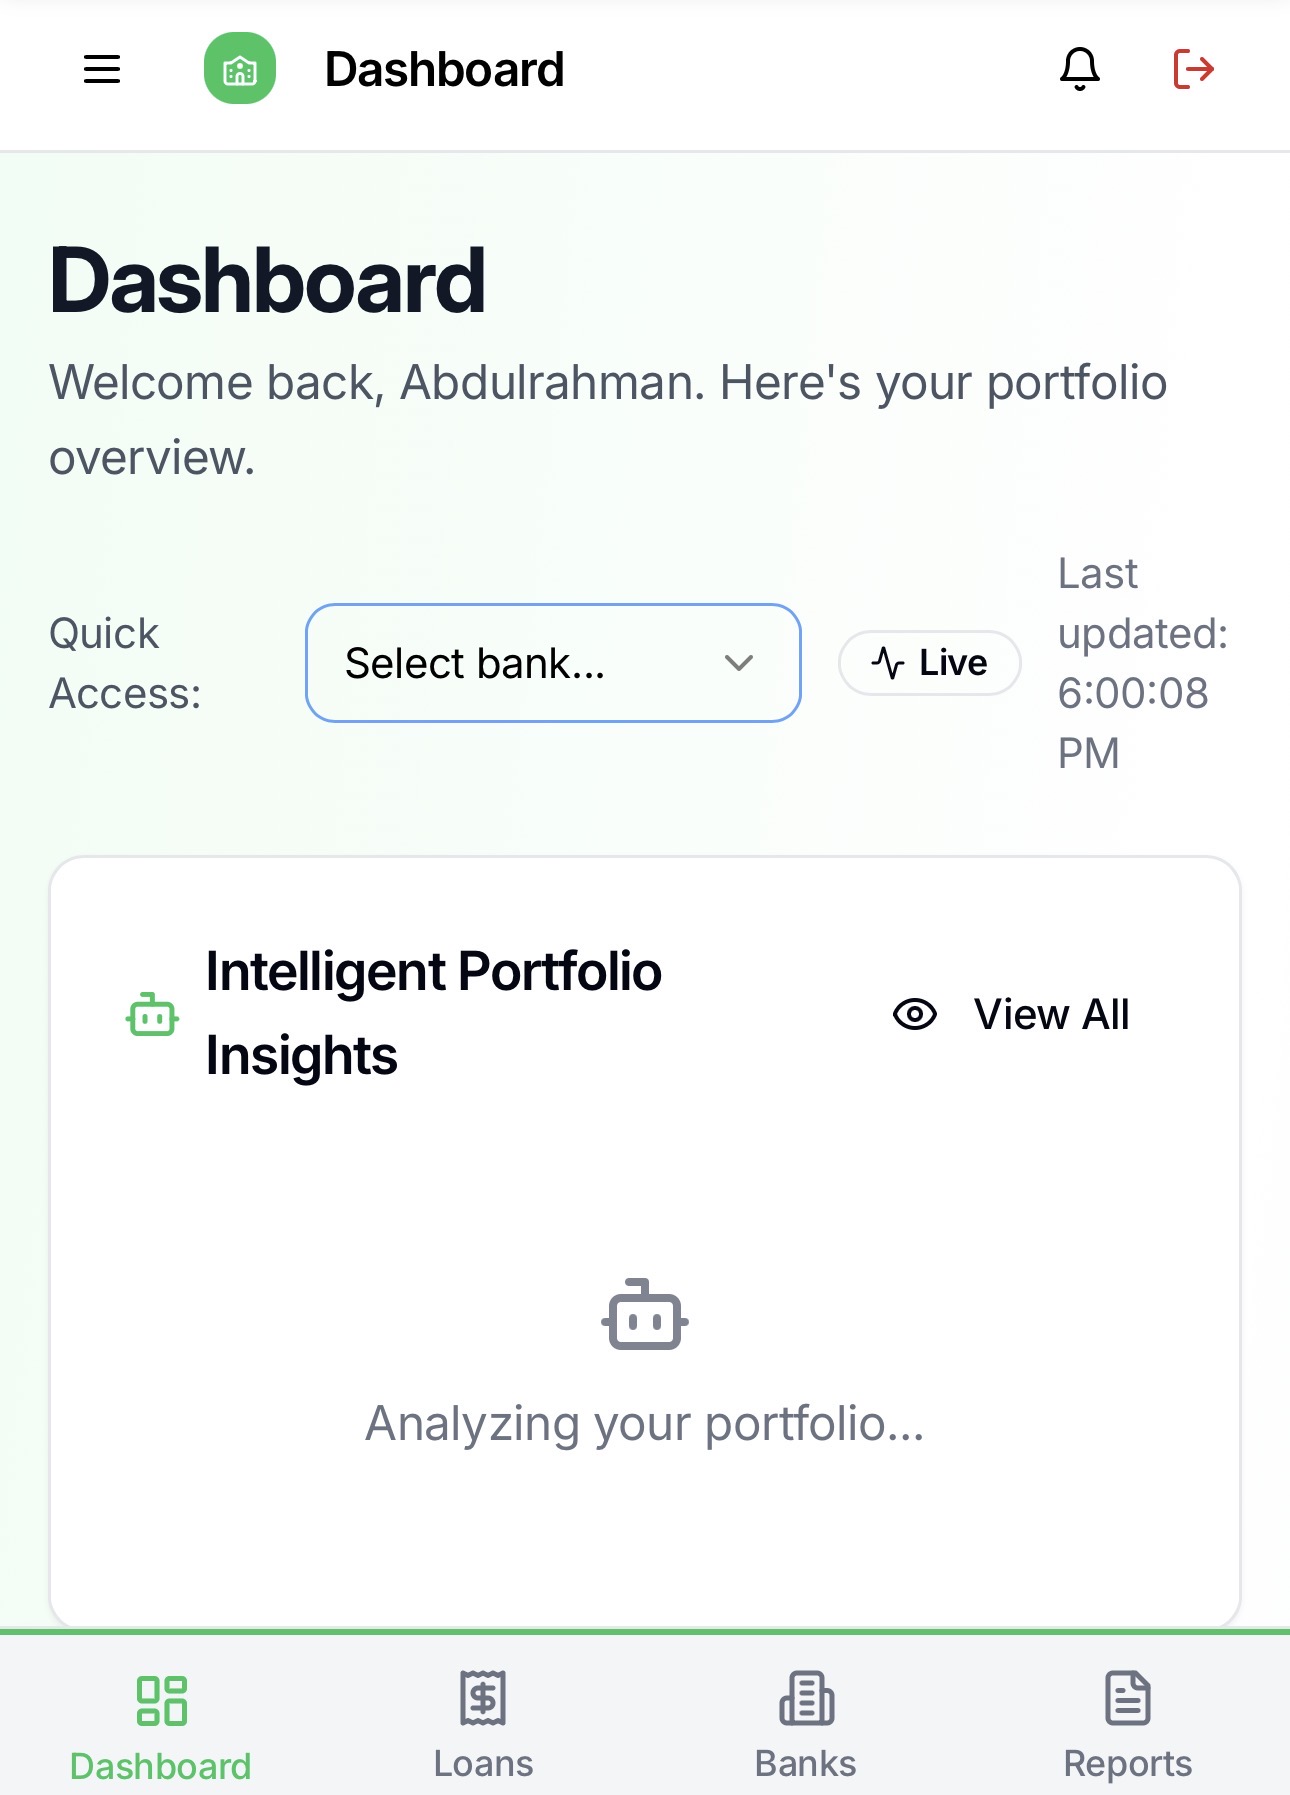 Dashboard
Dashboard
Welcome back, Abdulrahman. Here's your portfolio
overview.
Quick
Access:
Select bank...
Live
Last
updated:
6:00:08
PM
Intelligent Portfolio
Insights
View All
Analyzing your portfolio...
Dashboard
Loans
Banks
Reports